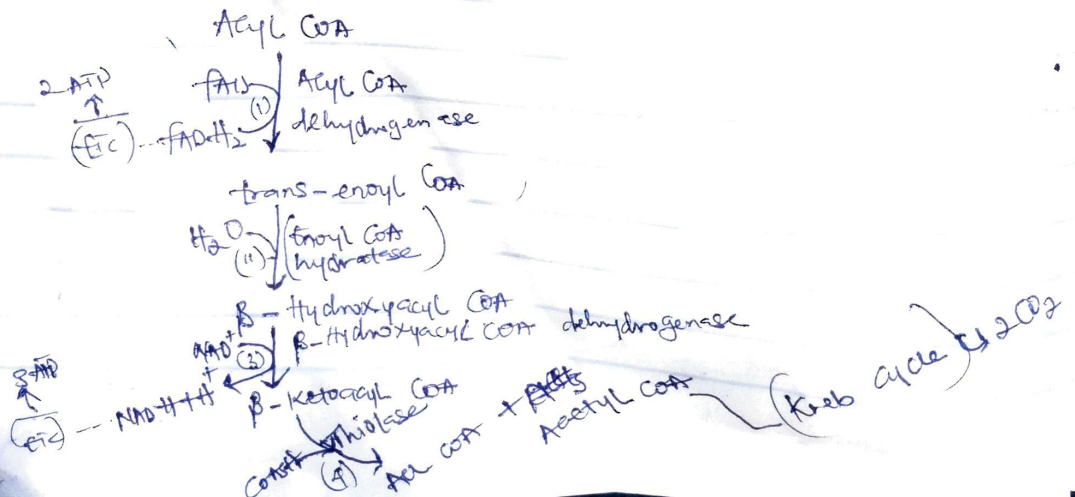 Acyl CoA
2 ATP
FAD
Acyl CoA
(1)
dehydrogenase
(ETC)...FADH2
trans-enoyl CoA
H2O
(Enoyl CoA
(11)
hydratase)
β-Hydroxyacyl CoA
β-Hydroxyacyl CoA dehydrogenase
NAD+
(3)
3 ATP
(ETC) ... NADH+H+
β-Ketoacyl CoA
Thiolase
CoASH
(4)
CoA +
Acetyl CoA
(Kreb cycle)
2CO2